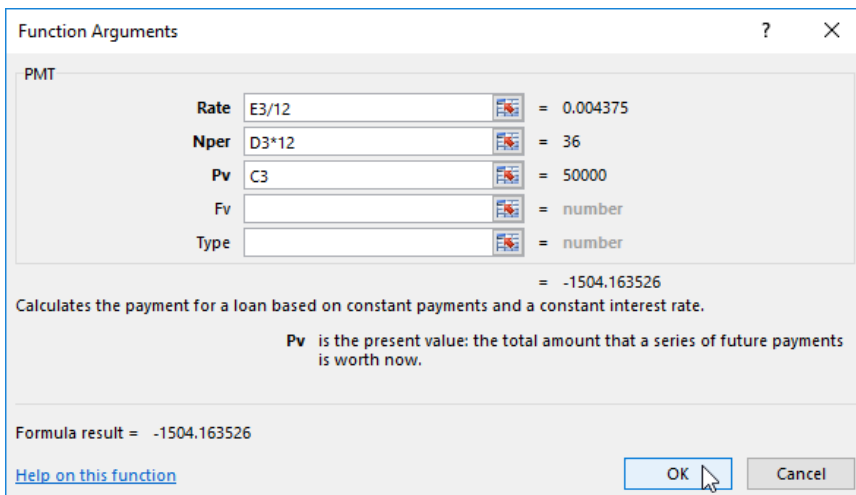 Function Arguments ? ×
PMT
Rate E3/12 = 0.004375
Nper D3*12 = 36
Pv C3 = 50000
Fv = number
Type = number
= -1504.163526
Calculates the payment for a loan based on constant payments and a constant interest rate.
Pv is the present value: the total amount that a series of future payments
is worth now.
Formula result = -1504.163526
Help on this function OK Cancel